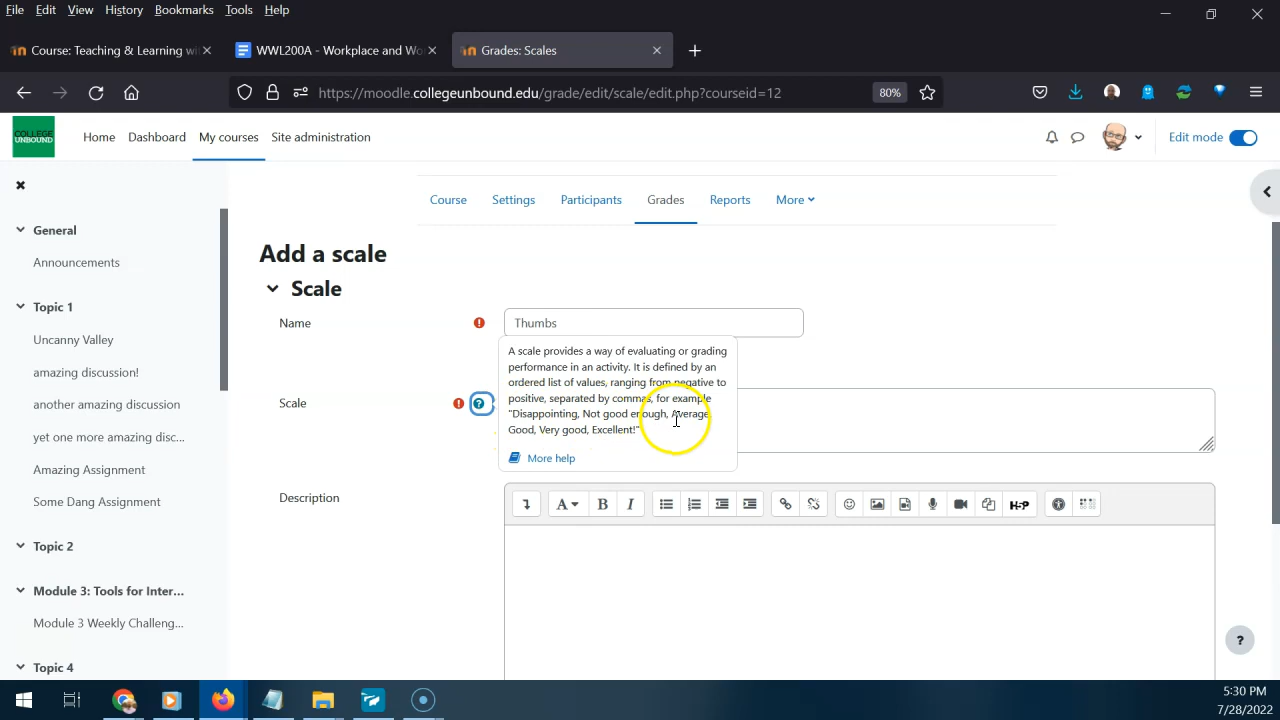 File Edit View History Bookmarks Tools Help
Course: Teaching & Learning wi
WWL200A - Workplace and Wo
Grades: Scales
https://moodle.collegeunbound.edu/grade/edit/scale/edit.php?courseid=12
80%
COLLEGE
UNBOUND
Home Dashboard My courses Site administration
Edit mode
Course Settings Participants Grades Reports More
General
Announcements
Topic 1
Uncanny Valley
amazing discussion!
another amazing discussion
yet one more amazing disc...
Amazing Assignment
Some Dang Assignment
Topic 2
Module 3: Tools for Inter...
Module 3 Weekly Challeng...
Topic 4
Add a scale
Scale
Name
Thumbs
A scale provides a way of evaluating or grading
performance in an activity. It is defined by an
ordered list of values, ranging from negative to
positive, separated by commas, for example
"Disappointing, Not good enough, Average,
Good, Very good, Excellent!"
More help
Scale
?
Description
A B I H-P
?
5:30 PM
7/28/2022